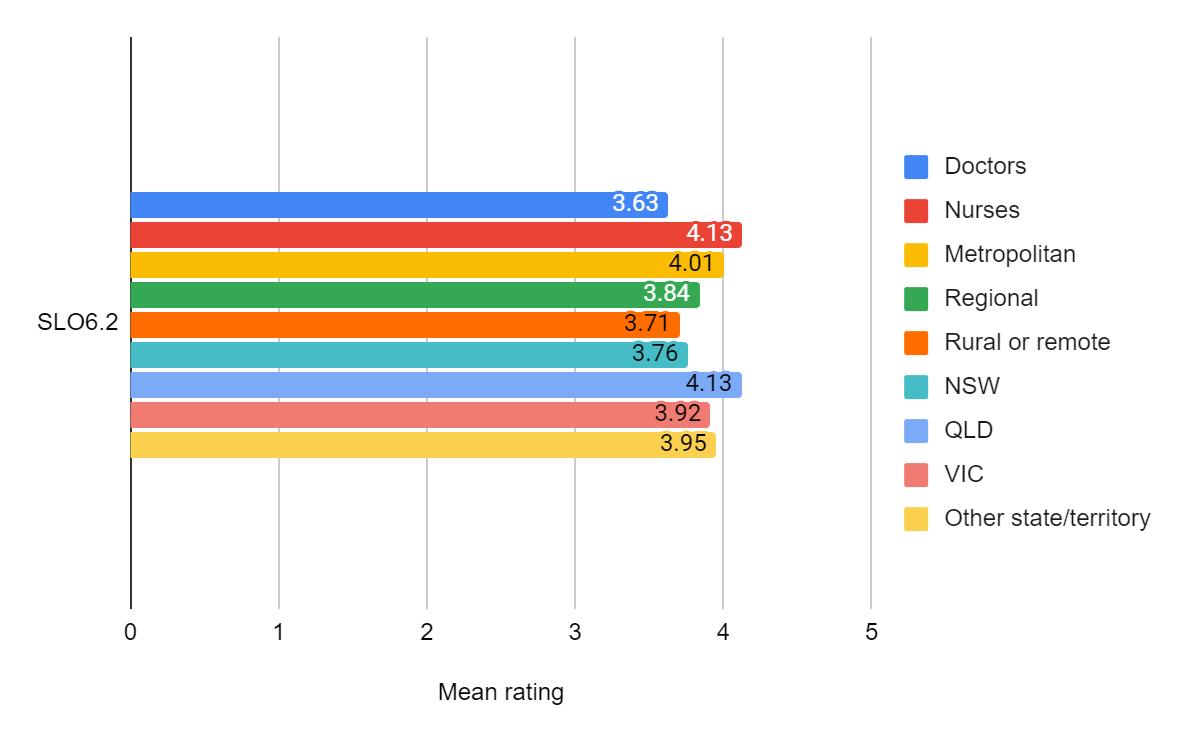 3.63
4.13
4.01
3.84
3.71
3.76
4.13
3.92
3.95
SLO6.2
0 1 2 3 4 5
Mean rating
Doctors
Nurses
Metropolitan
Regional
Rural or remote
NSW
QLD
VIC
Other state/territory